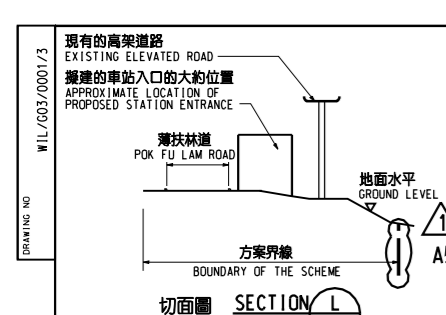 DRAWING NO
WIL/G03/0001/3
現有的高架道路
EXISTING ELEVATED ROAD
擬建的車站入口的大約位置
APPROXIMATE LOCATION OF
PROPOSED STATION ENTRANCE
薄扶林道
POK FU LAM ROAD
地面水平
GROUND LEVEL
1
方案界線
BOUNDARY OF THE SCHEME
切面圖 SECTION L